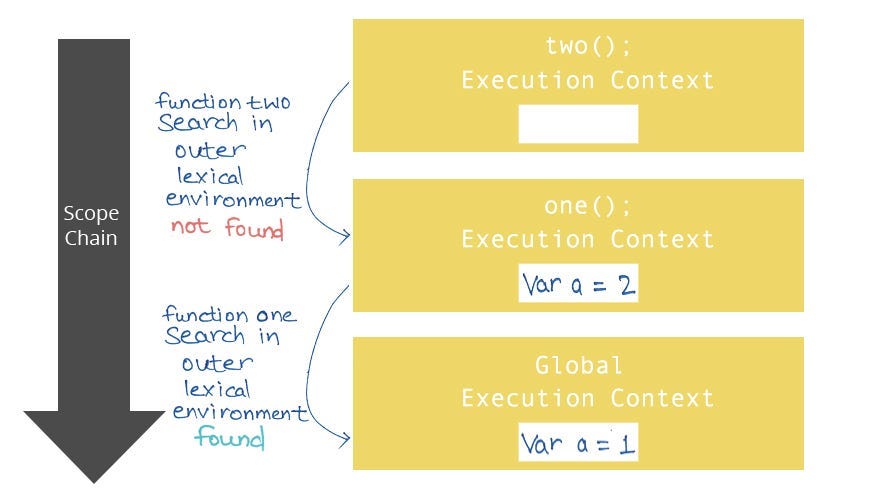 two();
Execution Context
function two
Search in
outer
lexical
environment
not found
Scope
Chain
one();
Execution Context
Var a = 2
function one
Search in
outer
lexical
environment
found
Global
Execution Context
Var a = 1